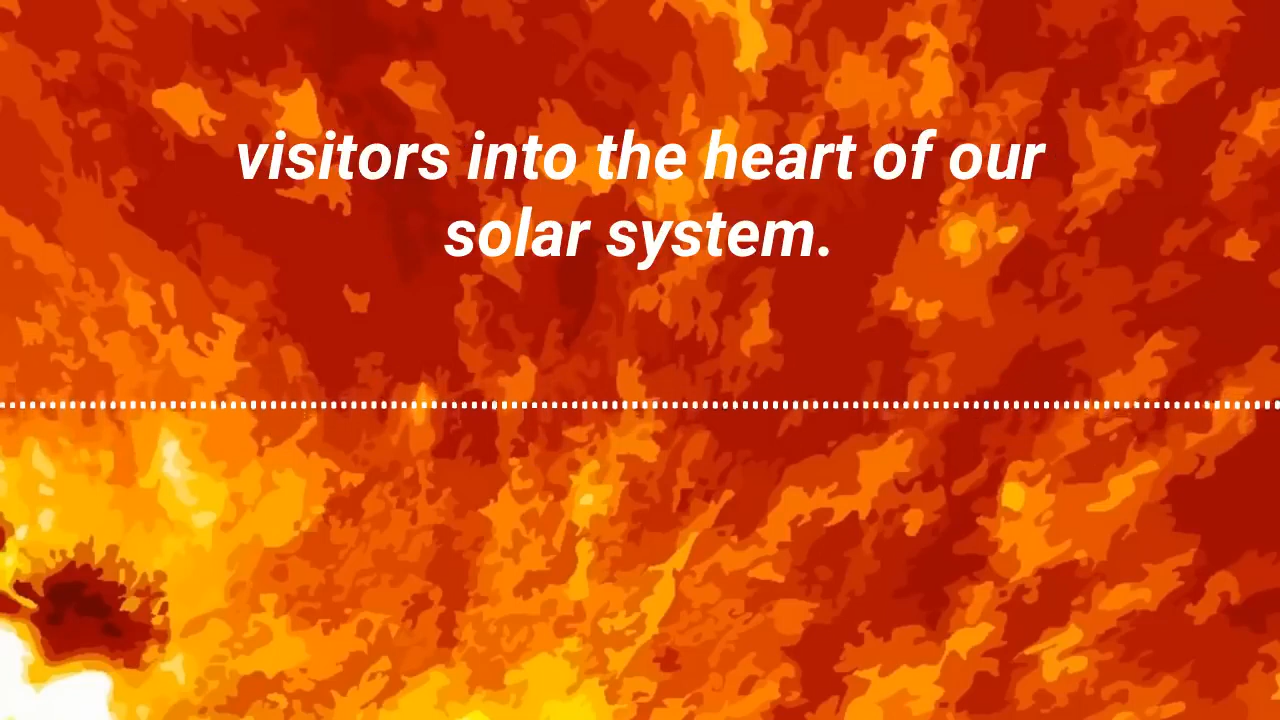 visitors into the heart of our
solar system.